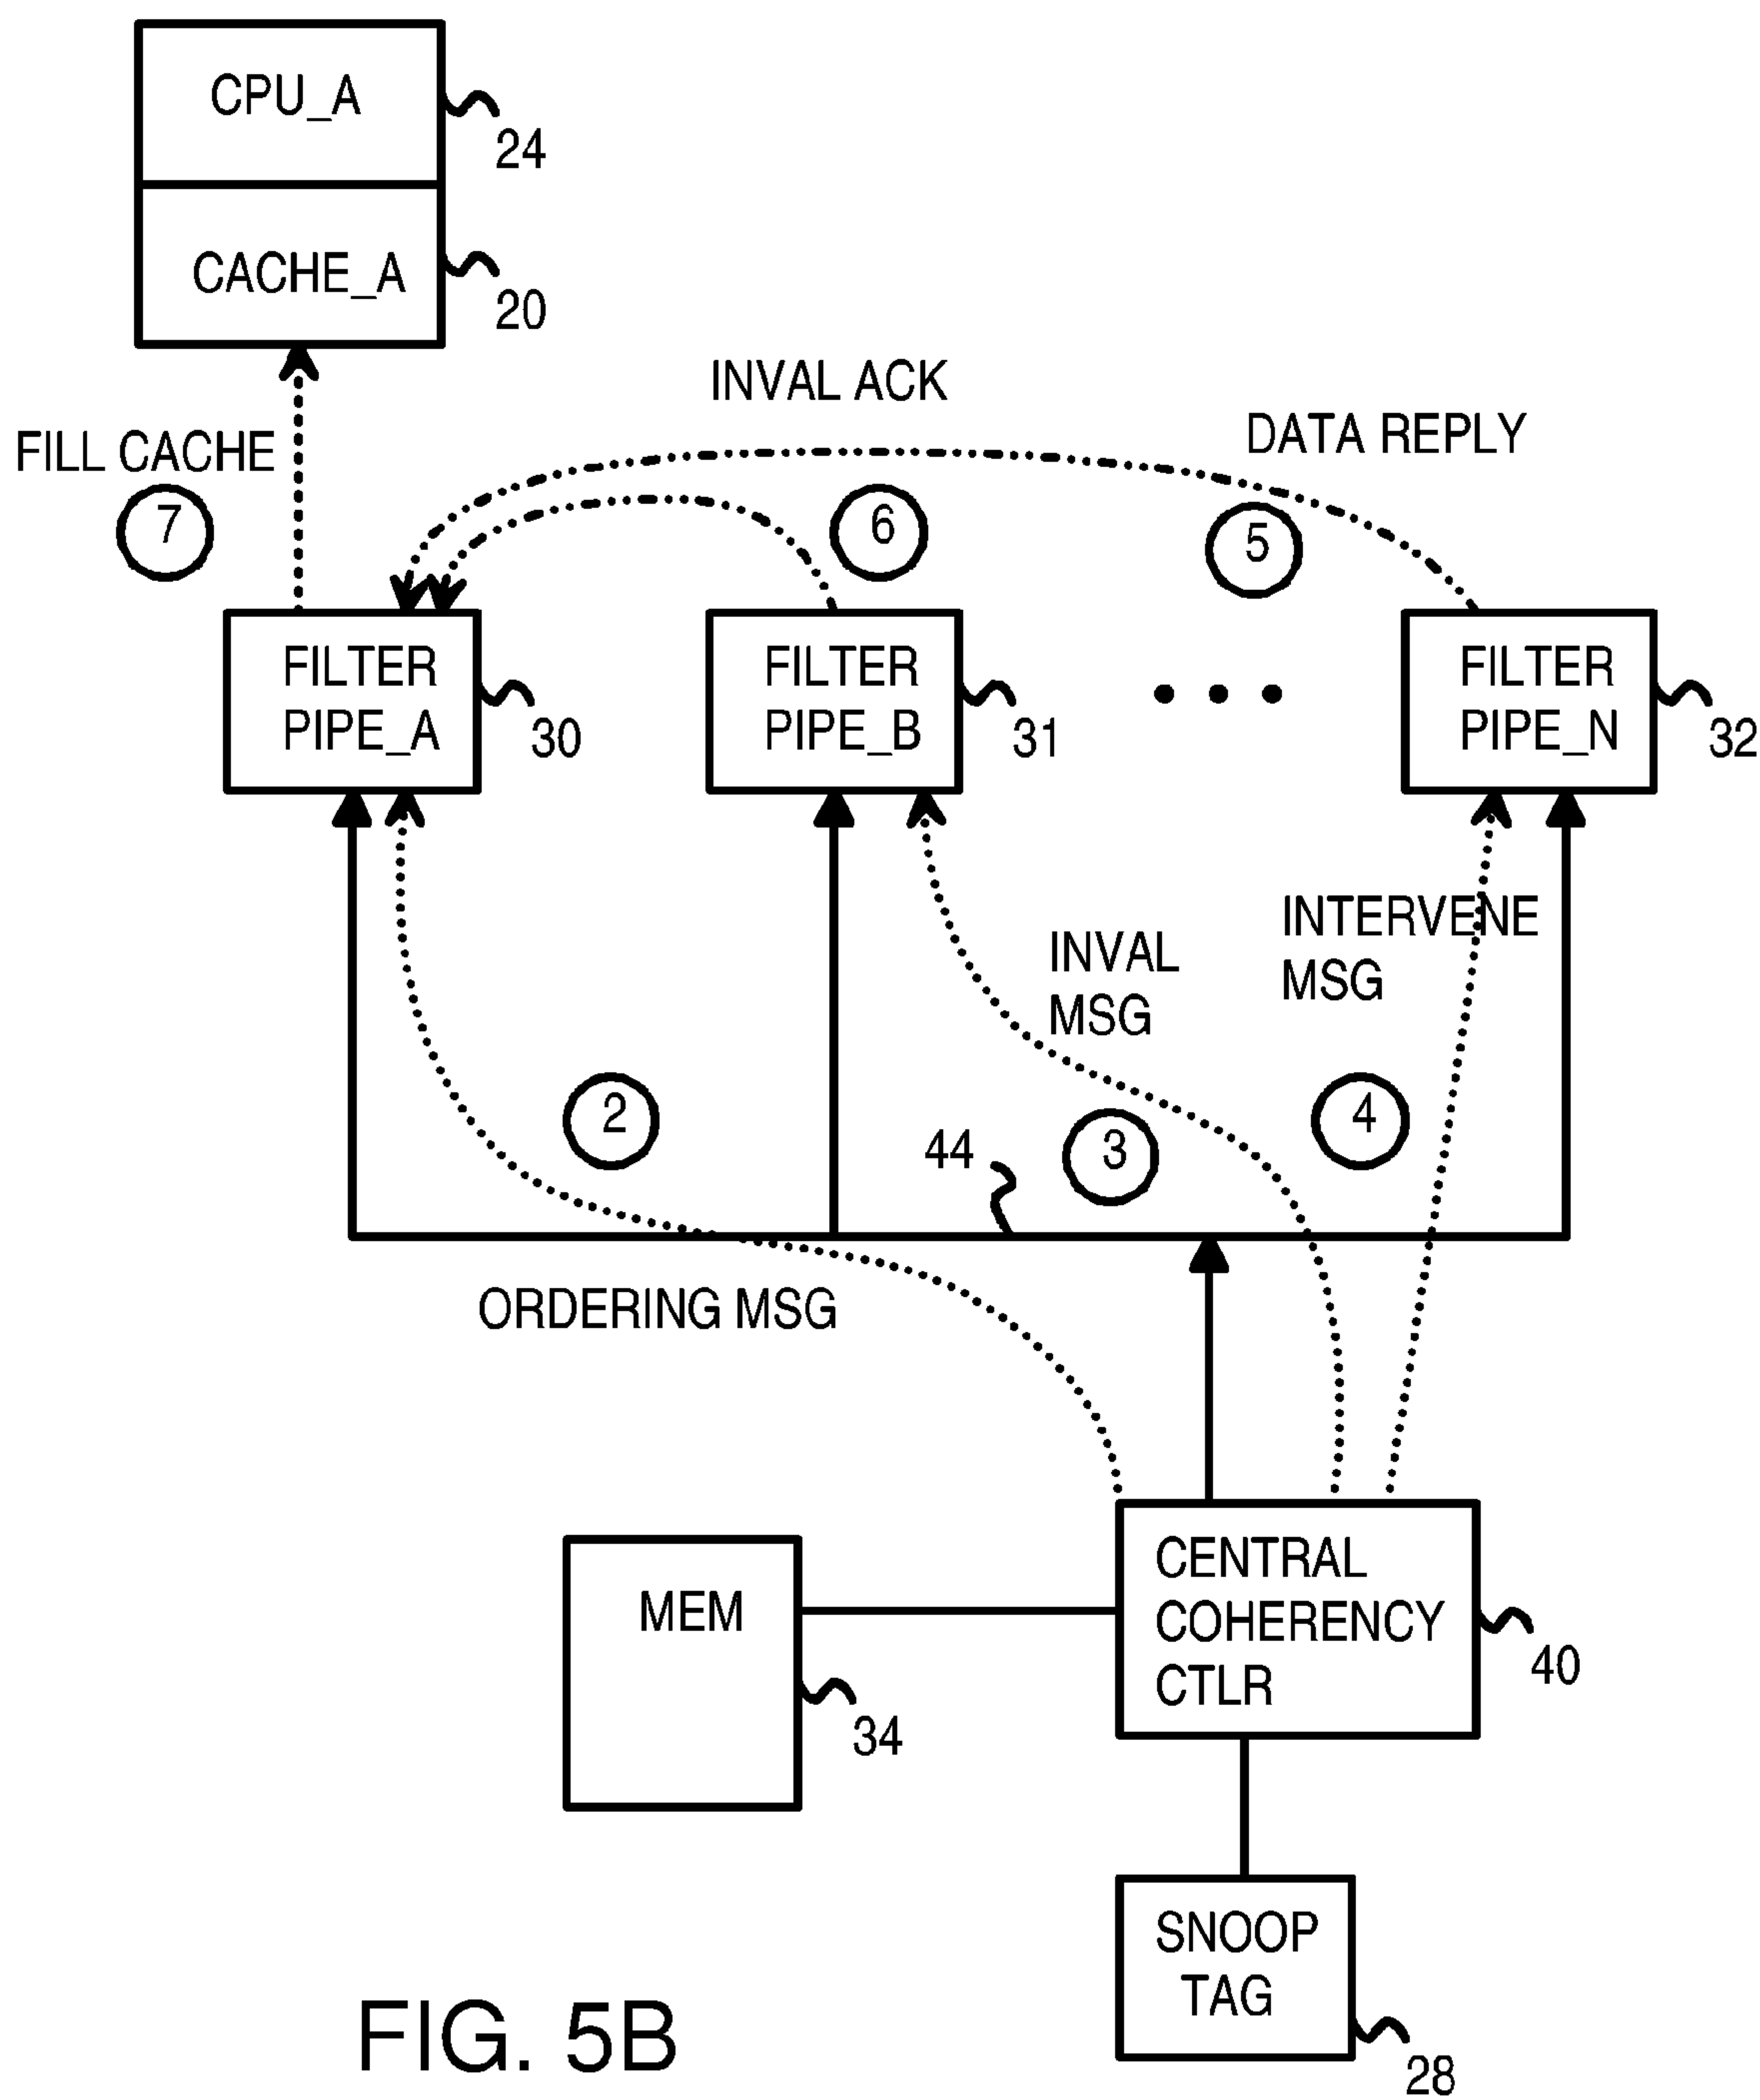 CPU_A
24
CACHE_A
20
INVAL ACK
DATA REPLY
FILL CACHE
7
6
5
FILTER
PIPE_A
30
FILTER
PIPE_B
31
FILTER
PIPE_N
32
INVAL
MSG
INTERVENE
MSG
2
3
4
44
ORDERING MSG
MEM
34
CENTRAL
COHERENCY
CTLR
40
SNOOP
TAG
28
FIG. 5B